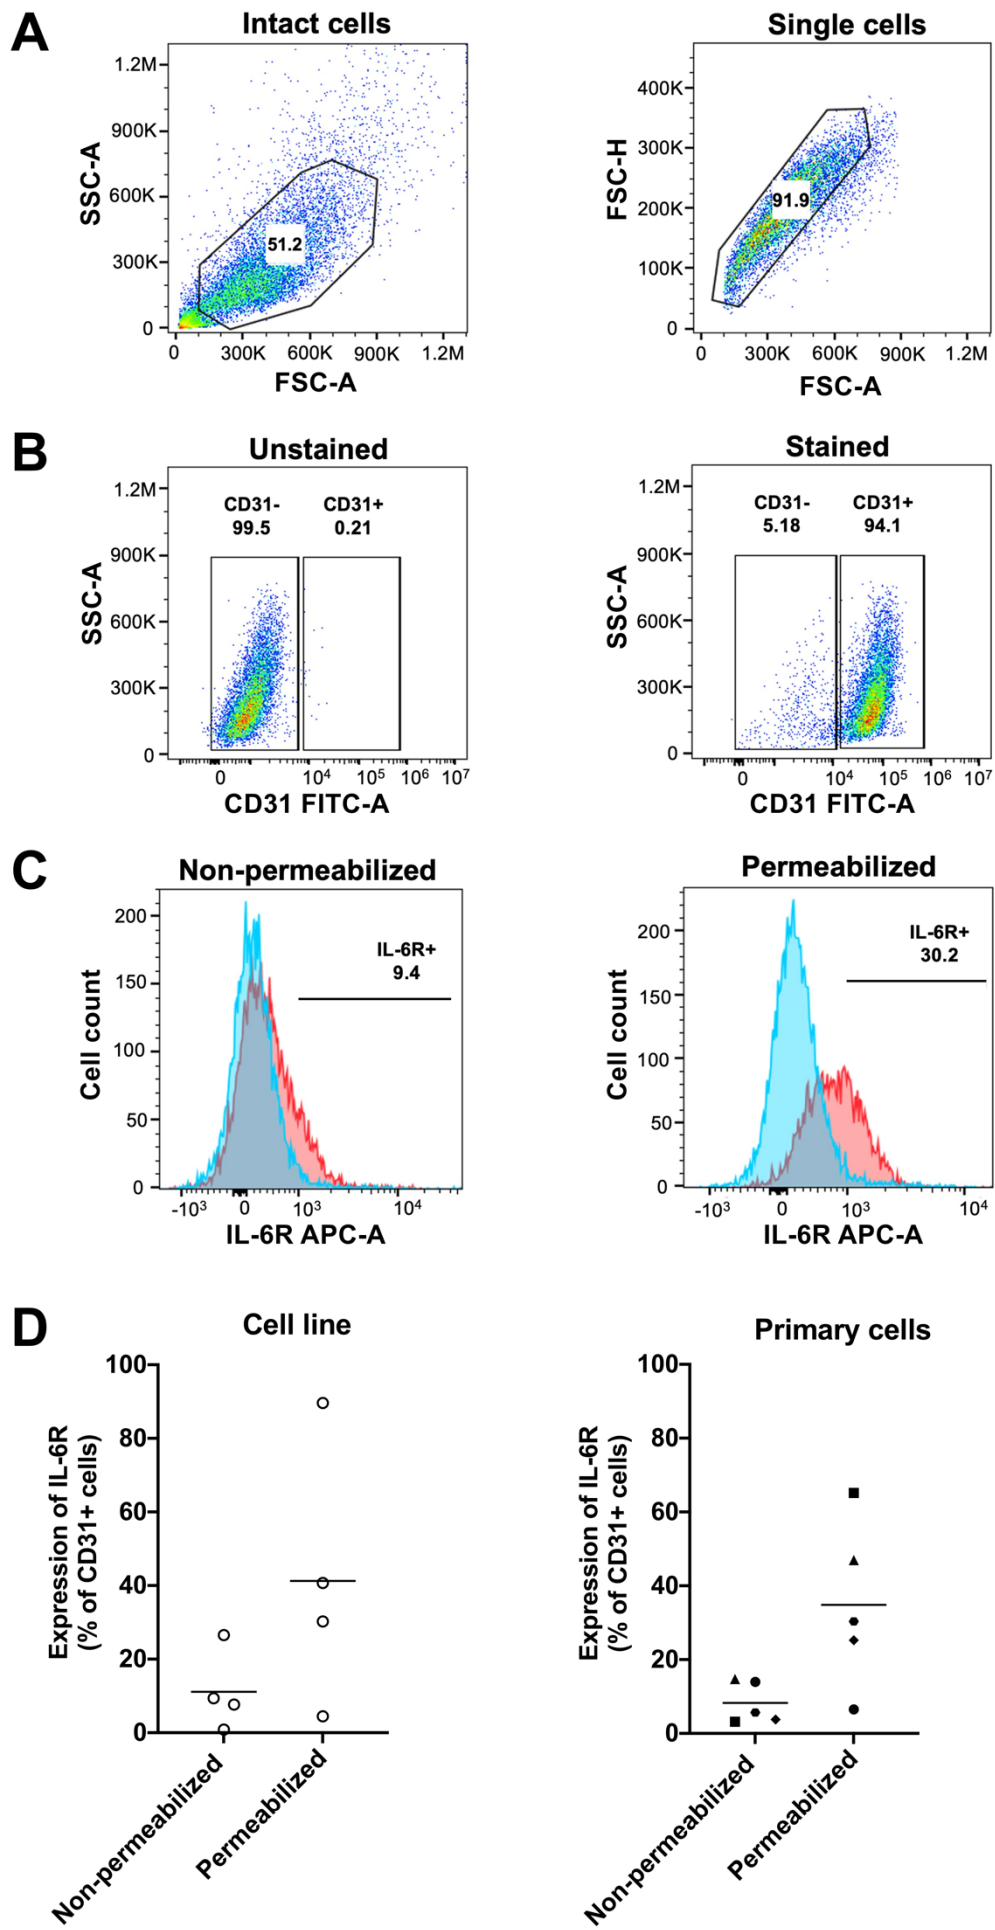 A
Intact cells
Single cells
SSC-A
1.2M
900K
600K
300K
0
51.2
0 300K 600K 900K 1.2M
FSC-A
FSC-H
400K
300K
200K
100K
0
91.9
0 300K 600K 900K 1.2M
FSC-A
B
Unstained
Stained
SSC-A
1.2M
900K
600K
300K
0
CD31-
99.5
CD31+
0.21
0 10⁴ 10⁵ 10⁶ 10⁷
CD31 FITC-A
SSC-A
1.2M
900K
600K
300K
0
CD31-
5.18
CD31+
94.1
0 10⁴ 10⁵ 10⁶ 10⁷
CD31 FITC-A
C
Non-permeabilized
Permeabilized
Cell count
200
150
100
50
0
IL-6R+
9.4
-10³ 0 10³ 10⁴
IL-6R APC-A
Cell count
200
150
100
50
0
IL-6R+
30.2
-10³ 0 10³ 10⁴
IL-6R APC-A
D
Cell line
Primary cells
Expression of IL-6R
(% of CD31+ cells)
100
80
60
40
20
0
Non-permeabilized
Permeabilized
Expression of IL-6R
(% of CD31+ cells)
100
80
60
40
20
0
Non-permeabilized
Permeabilized